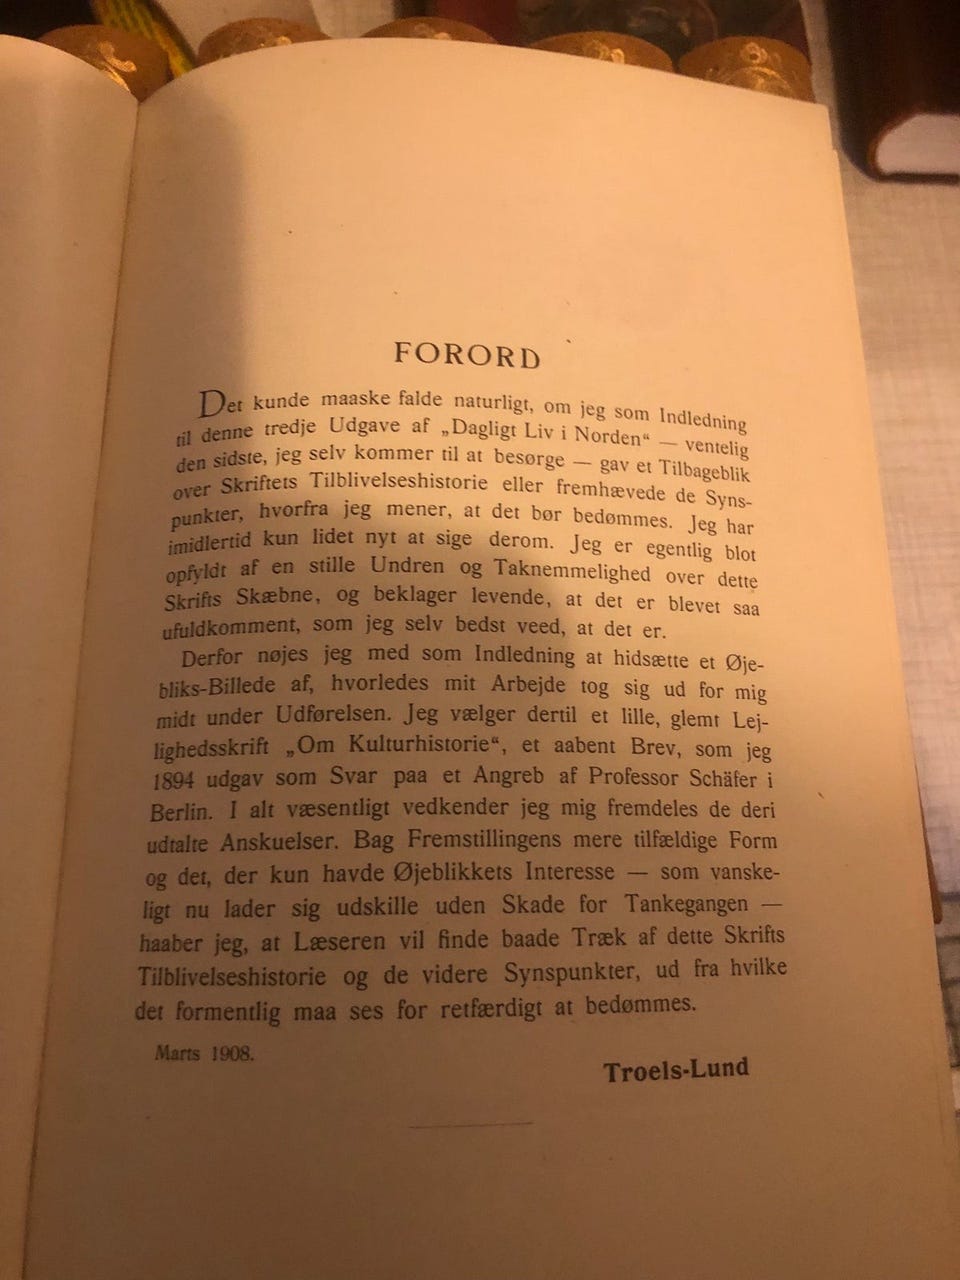 FORORD
Det kunde maaske falde naturligt, om jeg som Indledning
til denne tredje Udgave af „Dagligt Liv i Norden“ — ventelig
den sidste, jeg selv kommer til at besørge — gav et Tilbageblik
over Skriftets Tilblivelseshistorie eller fremhævede de Syns-
punkter, hvorfra jeg mener, at det bør bedømmes. Jeg har
imidlertid kun lidet nyt at sige derom. Jeg er egentlig blot
opfyldt af en stille Undren og Taknemmelighed over dette
Skrifts Skæbne, og beklager levende, at det er blevet saa
ufuldkomment, som jeg selv bedst veed, at det er.
Derfor nøjes jeg med som Indledning at hidsætte et Øje-
bliks-Billede af, hvorledes mit Arbejde tog sig ud for mig
midt under Udførelsen. Jeg vælger dertil et lille, glemt Lej-
lighedsskrift „Om Kulturhistorie“, et aabent Brev, som jeg
1894 udgav som Svar paa et Angreb af Professor Schäfer i
Berlin. I alt væsentligt vedkender jeg mig fremdeles de deri
udtalte Anskuelser. Bag Fremstillingens mere tilfældige Form
og det, der kun havde Øjeblikkets Interesse — som vanske-
ligt nu lader sig udskille uden Skade for Tankegangen —
haaber jeg, at Læseren vil finde baade Træk af dette Skrifts
Tilblivelseshistorie og de videre Synspunkter, ud fra hvilke
det formentlig maa ses for retfærdigt at bedømmes.
Marts 1908.
Troels-Lund